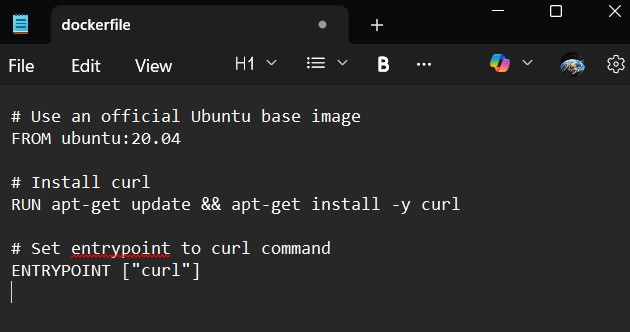 dockerfile
File Edit View H1 B ...
# Use an official Ubuntu base image
FROM ubuntu:20.04
# Install curl
RUN apt-get update && apt-get install -y curl
# Set entrypoint to curl command
ENTRYPOINT ["curl"]